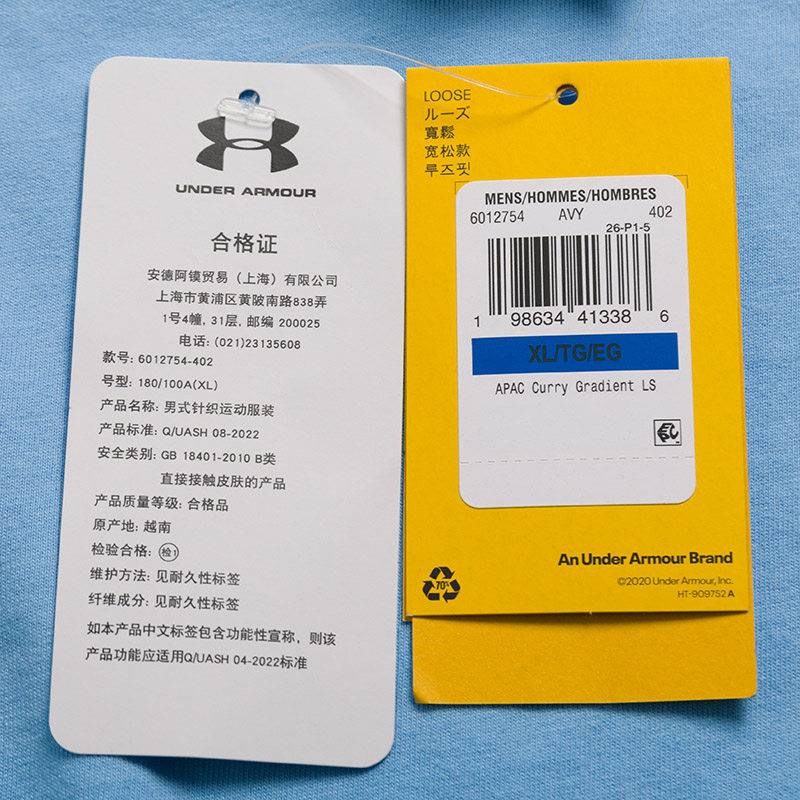 UNDER ARMOUR
合格证
安德阿镆贸易（上海）有限公司
上海市黄浦区黄陂南路838弄
1号4幢, 31层, 邮编 200025
电话: (021)23135608
款号: 6012754-402
号型: 180/100A(XL)
产品名称: 男式针织运动服装
产品标准: Q/UASH 08-2022
安全类别: GB 18401-2010 B类
直接接触皮肤的产品
产品质量等级: 合格品
原产地: 越南
检验合格: 检1
维护方法: 见耐久性标签
纤维成分: 见耐久性标签
如本产品中文标签包含功能性宣称，则该
产品功能应适用Q/UASH 04-2022标准
LOOSE
ルーズ
寬鬆
宽松款
루즈핏
MENS/HOMMES/HOMBRES
6012754 AVY 402
26-P1-5
1 98634 41338 6
XL/TG/EG
APAC Curry Gradient LS
An Under Armour Brand
©2020 Under Armour, Inc.
HT-909752 A
70%